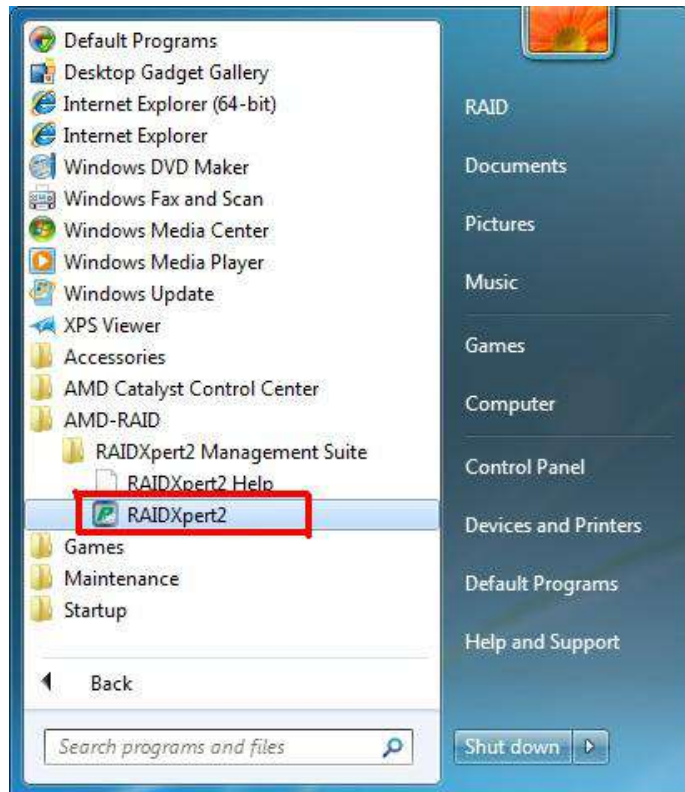 Default Programs
Desktop Gadget Gallery
Internet Explorer (64-bit)
Internet Explorer
Windows DVD Maker
Windows Fax and Scan
Windows Media Center
Windows Media Player
Windows Update
XPS Viewer
Accessories
AMD Catalyst Control Center
AMD-RAID
RAIDXpert2 Management Suite
RAIDXpert2 Help
RAIDXpert2
Games
Maintenance
Startup
Back
Search programs and files
RAID
Documents
Pictures
Music
Games
Computer
Control Panel
Devices and Printers
Default Programs
Help and Support
Shut down